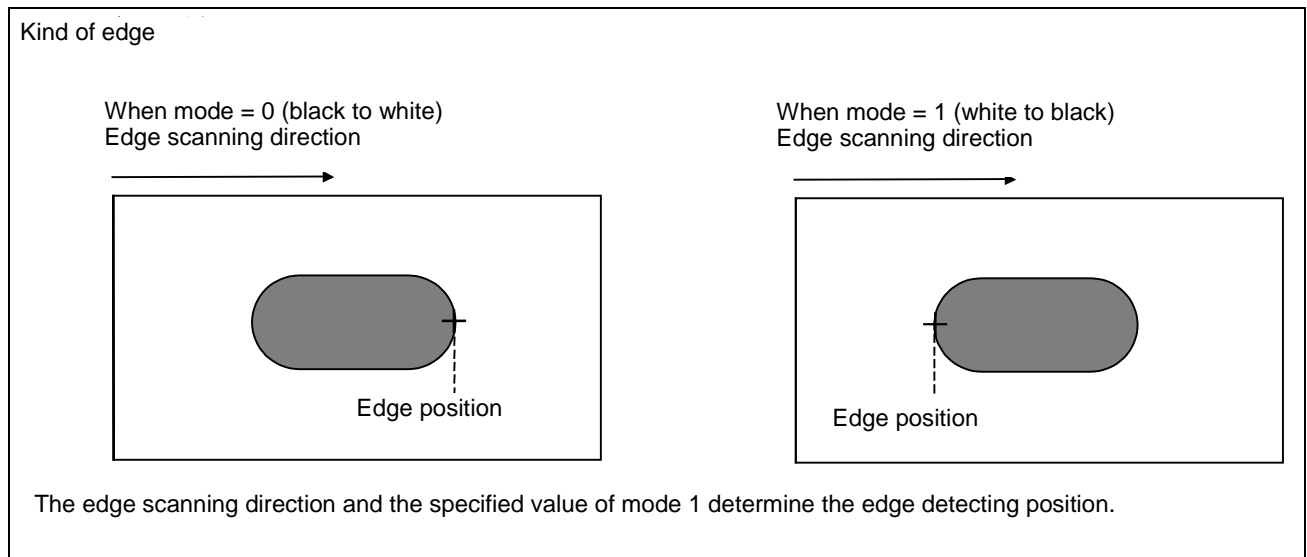 Kind of edge
When mode = 0 (black to white)
Edge scanning direction
When mode = 1 (white to black)
Edge scanning direction
Edge position
Edge position
The edge scanning direction and the specified value of mode 1 determine the edge detecting position.